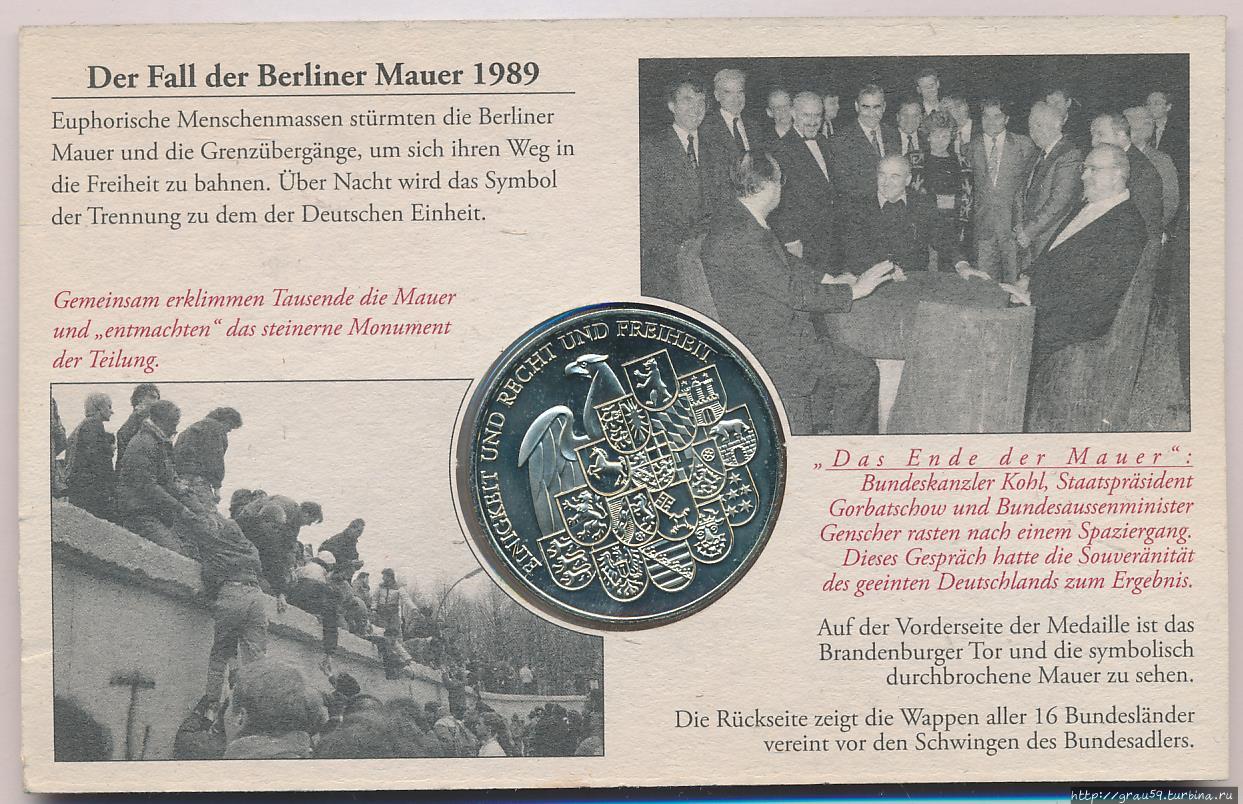 Der Fall der Berliner Mauer 1989
Euphorische Menschenmassen stürmten die Berliner
Mauer und die Grenzübergänge, um sich ihren Weg in
die Freiheit zu bahnen. Über Nacht wird das Symbol
der Trennung zu dem der Deutschen Einheit.
Gemeinsam erklimmen Tausende die Mauer
und „entmachten“ das steinerne Monument
der Teilung.
EINIGKEIT UND RECHT UND FREIHEIT
„Das Ende der Mauer“:
Bundeskanzler Kohl, Staatspräsident
Gorbatschow und Bundesaussenminister
Genscher rasten nach einem Spaziergang.
Dieses Gespräch hatte die Souveränität
des geeinten Deutschlands zum Ergebnis.
Auf der Vorderseite der Medaille ist das
Brandenburger Tor und die symbolisch
durchbrochene Mauer zu sehen.
Die Rückseite zeigt die Wappen aller 16 Bundesländer
vereint vor den Schwingen des Bundesadlers.
http://grau59.turbina.ru